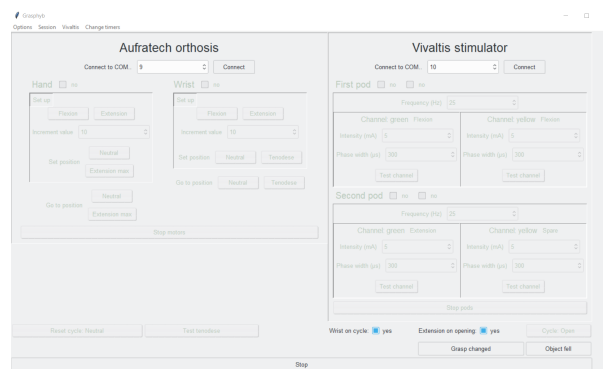 Grasphyb
Options Session Vivaltis Change timers
Aufratech orthosis
Connect to COM.. 9 Connect
Hand no
Wrist no
Set up
Flexion Extension
Increment value 10
Set position Neutral
Extension max
Go to position Neutral
Extension max
Set up
Flexion Extension
Increment value 10
Set position Neutral Tenodese
Go to position Neutral Tenodese
Stop motors
Vivaltis stimulator
Connect to COM.. 10 Connect
First pod no no
Frequency (Hz) 20
Channel green Flexion
Intensity (mA) 5
Phase width (µs) 300
Test channel
Channel yellow Flexion
Intensity (mA) 5
Phase width (µs) 300
Test channel
Second pod no no
Frequency (Hz) 20
Channel green Extension
Intensity (mA) 5
Phase width (µs) 300
Test channel
Channel yellow Spare
Intensity (mA) 5
Phase width (µs) 300
Test channel
Stop pods
Reset cycle: Neutral Test tenodese
Wrist on cycle: yes Extension on opening: yes Cycle: Open
Grasp changed Object fell
Stop